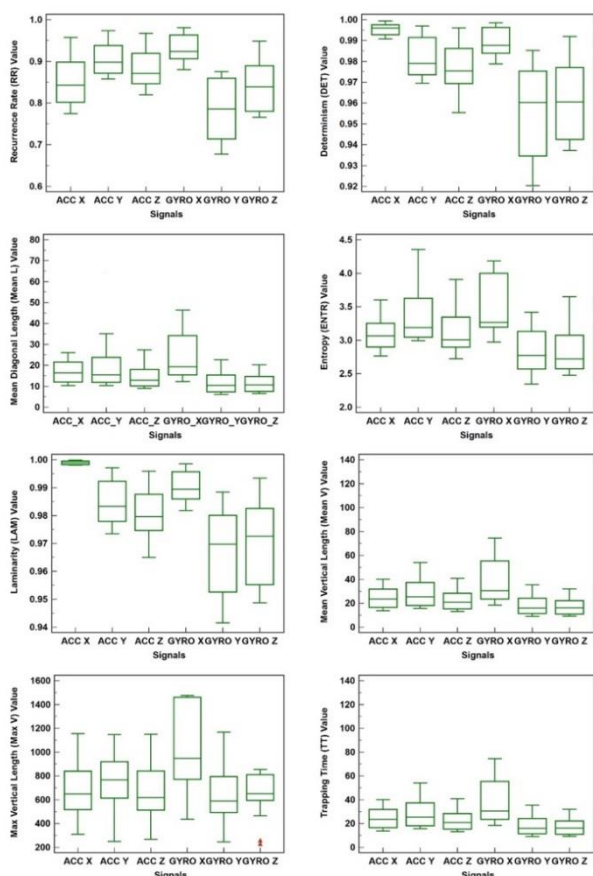 Recurrence Rate (RR) Value
1.0
0.9
0.8
0.7
0.6
ACC X ACC Y ACC Z GYRO X GYRO Y GYRO Z
Signals
Determinism (DET) Value
1.00
0.99
0.98
0.97
0.96
0.95
0.94
0.93
0.92
ACC X ACC Y ACC Z GYRO X GYRO Y GYRO Z
Signals
Mean Diagonal Length (Mean L) Value
80
70
60
50
40
30
20
10
0
ACC_X ACC_Y ACC_Z GYRO_X GYRO_Y GYRO_Z
Signals
Entropy (ENTR) Value
4.5
4.0
3.5
3.0
2.5
2.0
ACC X ACC Y ACC Z GYRO X GYRO Y GYRO Z
Signals
Laminarity (LAM) Value
1.00
0.99
0.98
0.97
0.96
0.95
0.94
ACC X ACC Y ACC Z GYRO X GYRO Y GYRO Z
Signals
Mean Vertical Length (Mean V) Value
140
120
100
80
60
40
20
0
ACC X ACC Y ACC Z GYRO X GYRO Y GYRO Z
Signals
Max Vertical Length (Max V) Value
1600
1400
1200
1000
800
600
400
200
ACC X ACC Y ACC Z GYRO X GYRO Y GYRO Z
Signals
Trapping Time (TT) Value
140
120
100
80
60
40
20
0
ACC X ACC Y ACC Z GYRO X GYRO Y GYRO Z
Signals